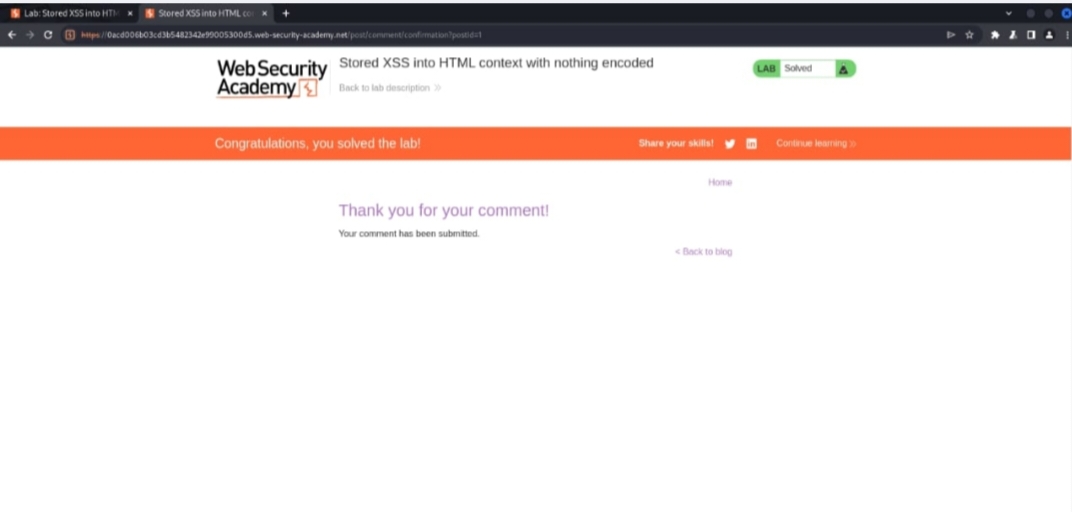 Lab: Stored XSS into HTM
Stored XSS into HTML co
https://0acd006b03cd3b5482342e99005300d5.web-security-academy.net/post/comment/confirmation?postId=1
WebSecurity
Academy
Stored XSS into HTML context with nothing encoded
Back to lab description »
LAB Solved
Congratulations, you solved the lab!
Share your skills!
Continue learning »
Home
Thank you for your comment!
Your comment has been submitted.
< Back to blog